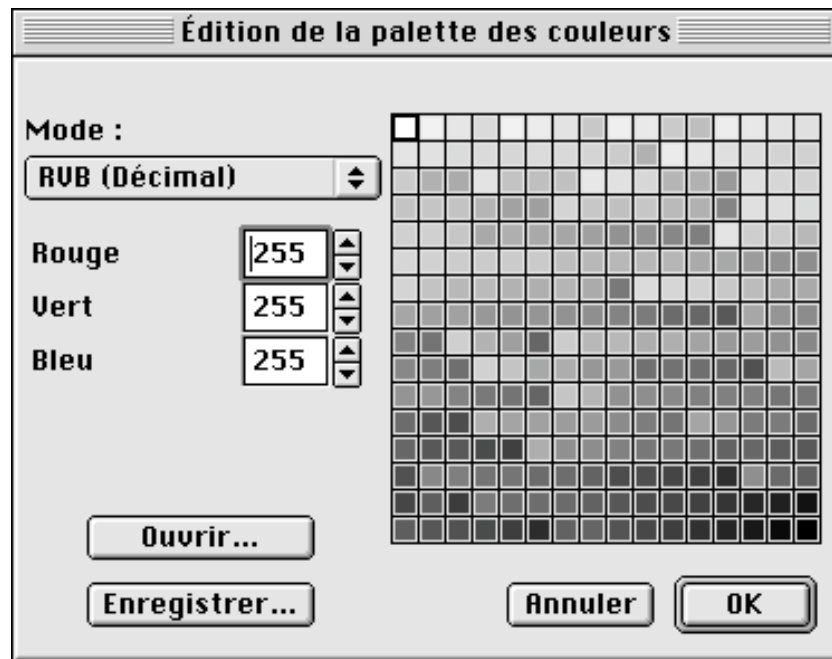 Édition de la palette des couleurs
Mode :
RVB (Décimal)
Rouge 255
Vert 255
Bleu 255
Ouvrir...
Enregistrer...
Annuler
OK